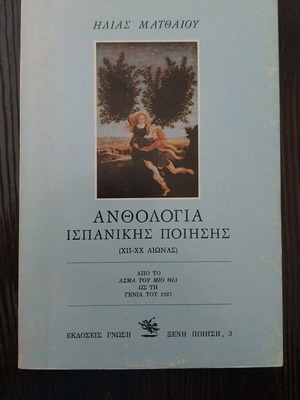 ΗΛΙΑΣ ΜΑΤΘΑΙΟΥ
ΑΝΘΟΛΟΓΙΑ
ΙΣΠΑΝΙΚΗΣ ΠΟΙΗΣΗΣ
(XII-XX ΑΙΩΝΑΣ)
ΑΠΟ ΤΟ
ΑΣΜΑ ΤΟΥ ΜΙΟ ΘΙΔ
ΩΣ ΤΗ
ΓΕΝΙΑ ΤΟΥ 1927
ΕΚΔΟΣΕΙΣ ΓΝΩΣΗ
ΞΕΝΗ ΠΟΙΗΣΗ, 3